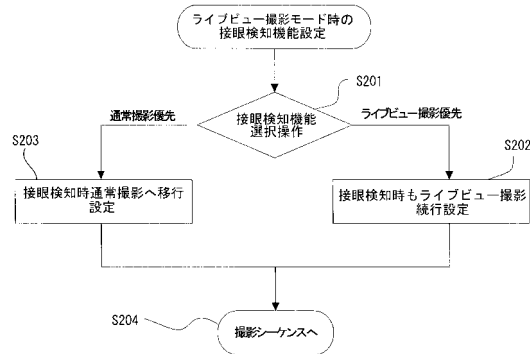 ライブビュー撮影モード時の
接眼検知機能設定
S201
接眼検知機能
選択操作
通常撮影優先
ライブビュー撮影優先
S203
S202
接眼検知時通常撮影へ移行
設定
接眼検知時もライブビュー撮影
続行設定
S204
撮影シーケンスへ